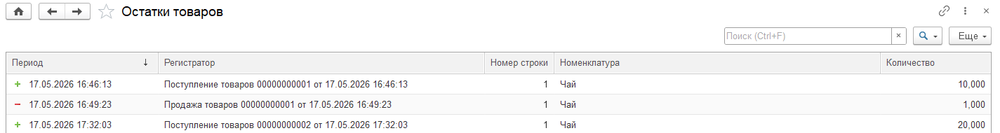 Остатки товаров
Поиск (Ctrl+F) × Еще
Период ↓ Регистратор Номер строки Номенклатура Количество
+ 17.05.2026 16:46:13 Поступление товаров 00000000001 от 17.05.2026 16:46:13 1 Чай 10,000
− 17.05.2026 16:49:23 Продажа товаров 00000000001 от 17.05.2026 16:49:23 1 Чай 1,000
+ 17.05.2026 17:32:03 Поступление товаров 00000000002 от 17.05.2026 17:32:03 1 Чай 20,000